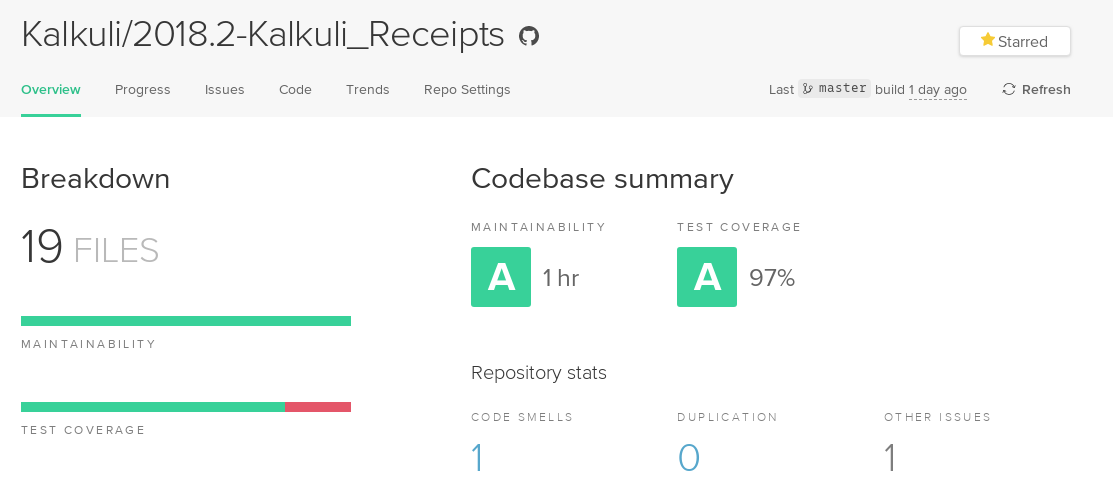 Kalkuli/2018.2-Kalkuli_Receipts
Starred
Overview Progress Issues Code Trends Repo Settings
Last master build 1 day ago Refresh
Breakdown
19 FILES
MAINTAINABILITY
TEST COVERAGE
Codebase summary
MAINTAINABILITY TEST COVERAGE
A 1 hr A 97%
Repository stats
CODE SMELLS DUPLICATION OTHER ISSUES
1 0 1